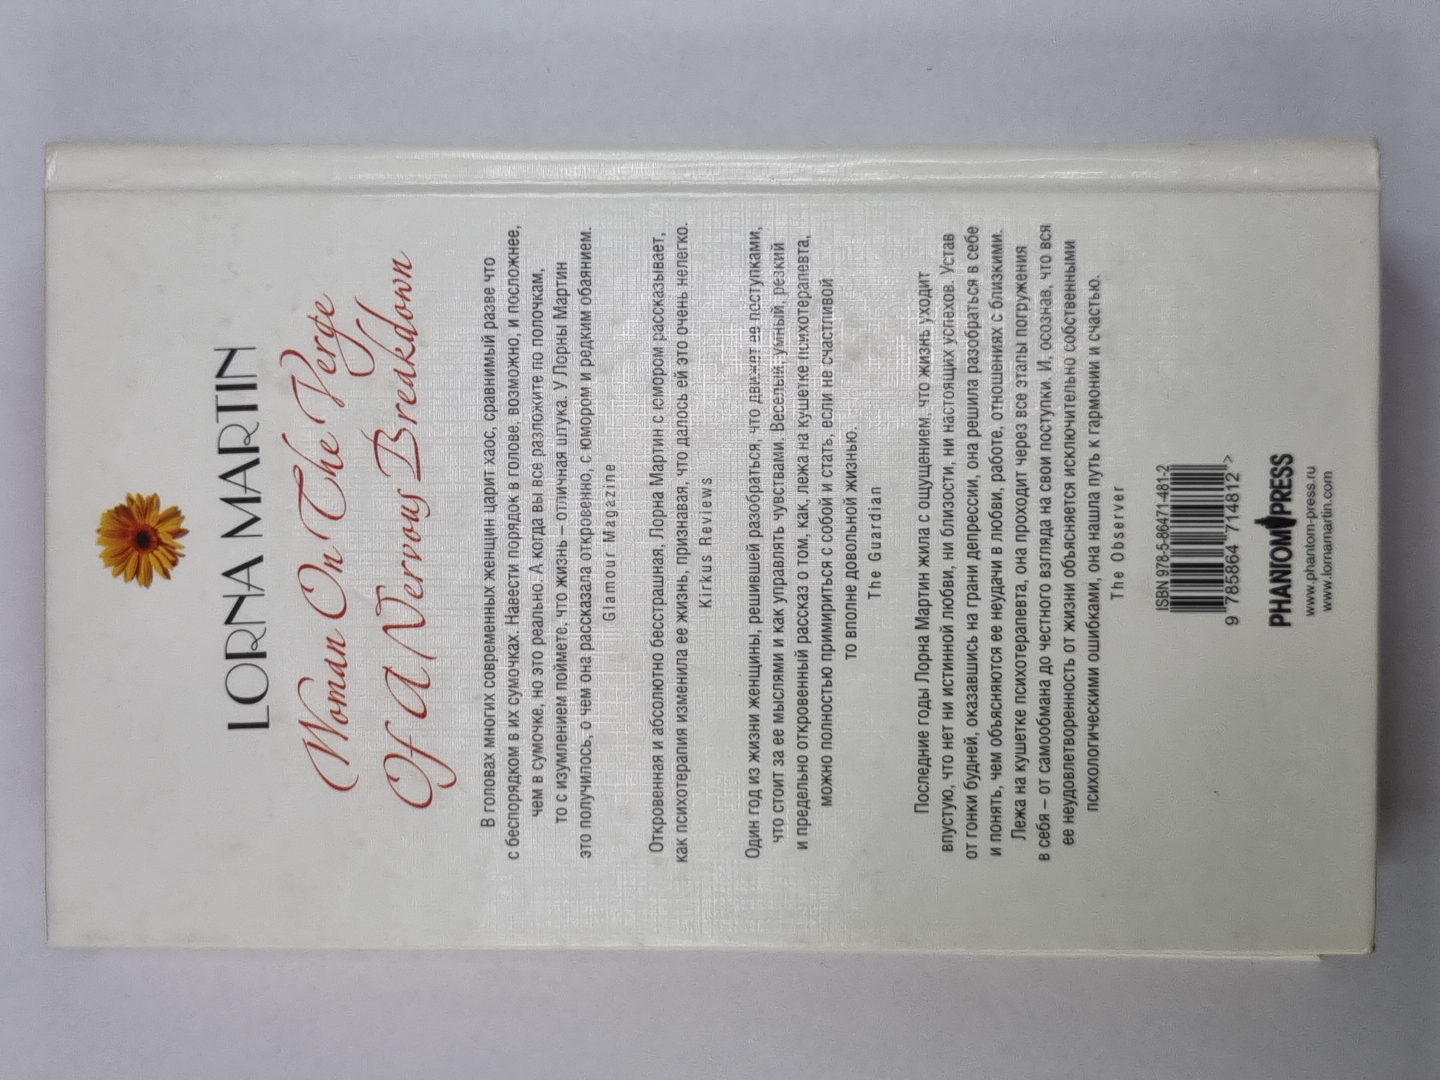 LORNA MARTIN
Woman On The Verge
Of A Nervous Breakdown
В головах многих современных женщин царит хаос, сравнимый разве что
с беспорядком в их сумочках. Навести порядок в голове, возможно, и посложнее,
чем в сумочке, но это реально. А когда вы все разложите по полочкам,
то с изумлением поймете, что жизнь – отличная штука. У Лорны Мартин
это получилось, о чем она рассказала откровенно, с юмором и редким обаянием.
Glamour Magazine
Откровенная и абсолютно бесстрашная, Лорна Мартин с юмором рассказывает,
как психотерапия изменила ее жизнь, признавая, что далось ей это очень нелегко.
Kirkus Reviews
Один год из жизни женщины, решившей разобраться, что движет ее поступками,
что стоит за ее мыслями и как управлять чувствами. Веселый, умный, резкий
и предельно откровенный рассказ о том, как, лежа на кушетке психотерапевта,
можно полностью примириться с собой и стать, если не счастливой
то вполне довольной жизнью.
The Guardian
Последние годы Лорна Мартин жила с ощущением, что жизнь уходит
впустую, что нет ни истинной любви, ни близости, ни настоящих успехов. Устав
от гонки будней, оказавшись на грани депрессии, она решила разобраться в себе
и понять, чем объясняются ее неудачи в любви, работе, отношениях с близкими.
Лежа на кушетке психотерапевта, она проходит через все этапы погружения
в себя – от самообмана до честного взгляда на свои поступки. И, осознав, что вся
ее неудовлетворенность от жизни объясняется исключительно собственными
психологическими ошибками, она нашла путь к гармонии и счастью.
The Observer
ISBN 978-5-86471-481-2
9 785864 714812 >
PHANTOM PRESS
www.phantom-press.ru
www.lornamartin.com